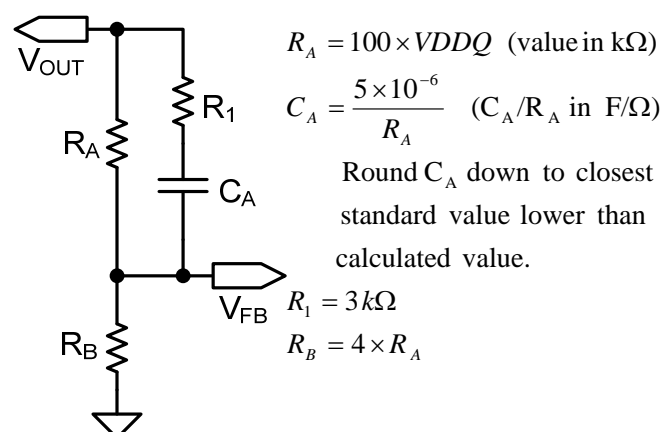 V_OUT
R_1
R_A
C_A
V_FB
R_B
R_A = 100 × VDDQ (value in kΩ)
C_A = \frac{5 × 10^{-6}}{R_A} (C_A/R_A in F/Ω)
Round C_A down to closest
standard value lower than
calculated value.
R_1 = 3kΩ
R_B = 4 × R_A